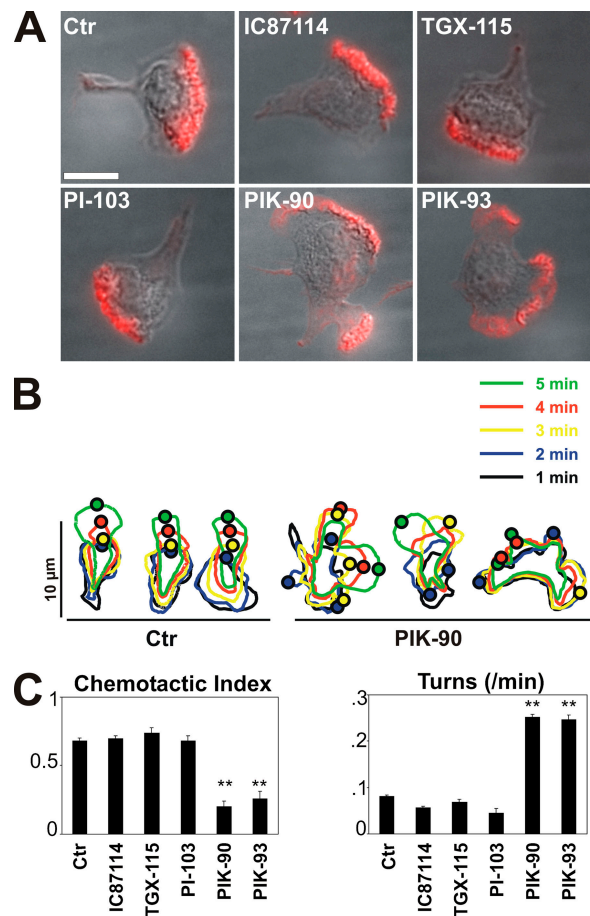 A
Ctr IC87114 TGX-115
PI-103 PIK-90 PIK-93
B
5 min
4 min
3 min
2 min
1 min
10 µm
Ctr PIK-90
C
Chemotactic Index
1
0.5
0
** **
Ctr IC87114 TGX-115 PI-103 PIK-90 PIK-93
Turns (/min)
.3
.2
.1
0
** **
Ctr IC87114 TGX-115 PI-103 PIK-90 PIK-93